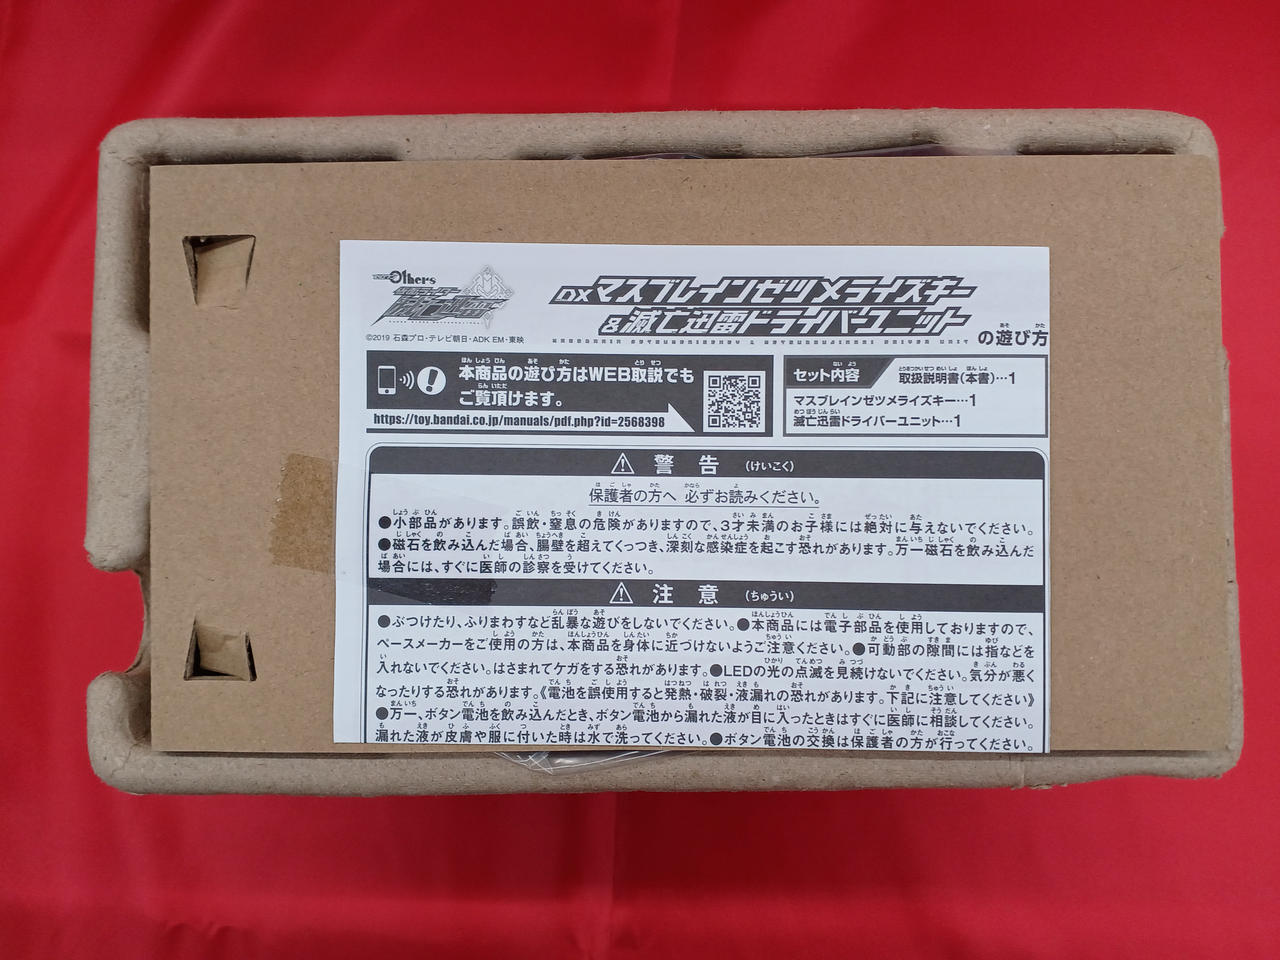 Others
仮面ライダー
滅亡迅雷
©2019 石森プロ・テレビ朝日・ADK EM・東映
DXマスブレインゼツメライズキー
&滅亡迅雷ドライバーユニット
の遊び方
本商品の遊び方はWEB取説でも
ご覧頂けます。
https://toy.bandai.co.jp/manuals/pdf.php?id=2568398
セット内容
取扱説明書(本書)…1
マスブレインゼツメライズキー…1
滅亡迅雷ドライバーユニット…1
⚠ 警告 (けいこく)
保護者の方へ 必ずお読みください。
●小部品があります。誤飲・窒息の危険がありますので、3才未満のお子様には絶対に与えないでください。
●磁石を飲み込んだ場合、腸壁を超えてくっつき、深刻な感染症を起こす恐れがあります。万一磁石を飲み込んだ
場合には、すぐに医師の診察を受けてください。
⚠ 注意 (ちゅうい)
●ぶつけたり、ふりまわすなど乱暴な遊びをしないでください。●本商品には電子部品を使用しておりますので、
ペースメーカーをご使用の方は、本商品を身体に近づけないようご注意ください。●可動部の隙間には指などを
入れないでください。はさまれてケガをする恐れがあります。●LEDの光の点滅を見続けないでください。気分が悪く
なったりする恐れがあります。《電池を誤使用すると発熱・破裂・液漏れの恐れがあります。下記に注意してください》
●万一、ボタン電池を飲み込んだとき、ボタン電池から漏れた液が目に入ったときはすぐに医師に相談してください。
漏れた液が皮膚や服に付いた時は水で洗ってください。●ボタン電池の交換は保護者の方が行ってください。